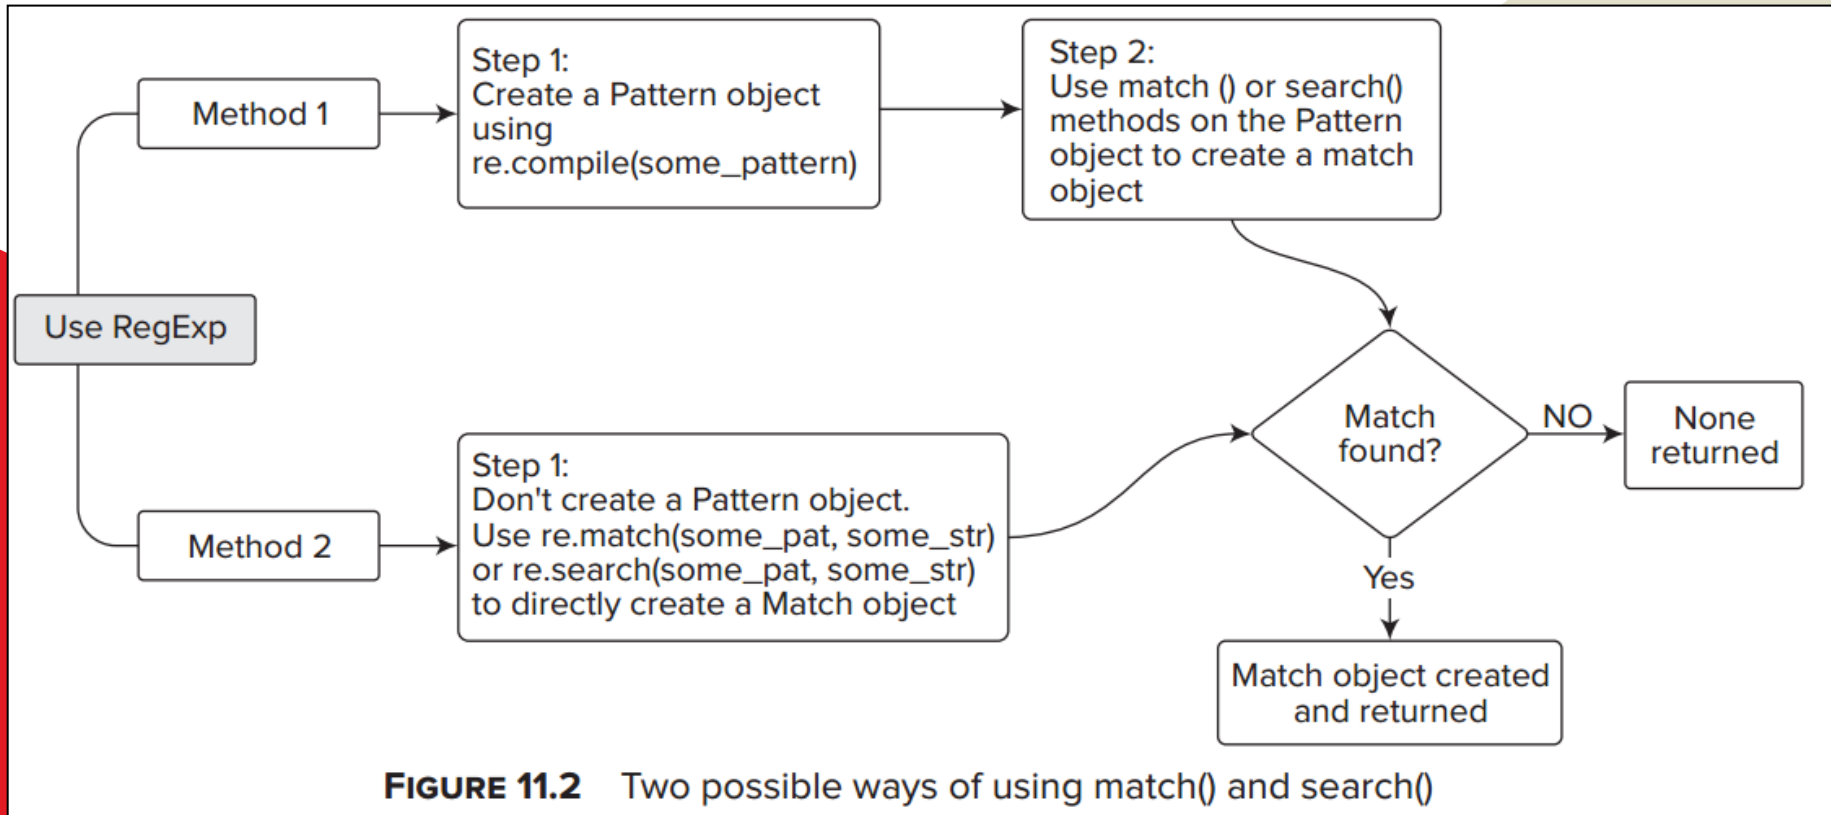 Method 1
Step 1:
Create a Pattern object
using
re.compile(some_pattern)
Step 2:
Use match () or search()
methods on the Pattern
object to create a match
object
Use RegExp
Match
found?
NO
None
returned
Method 2
Step 1:
Don't create a Pattern object.
Use re.match(some_pat, some_str)
or re.search(some_pat, some_str)
to directly create a Match object
Yes
Match object created
and returned
FIGURE 11.2 Two possible ways of using match() and search()